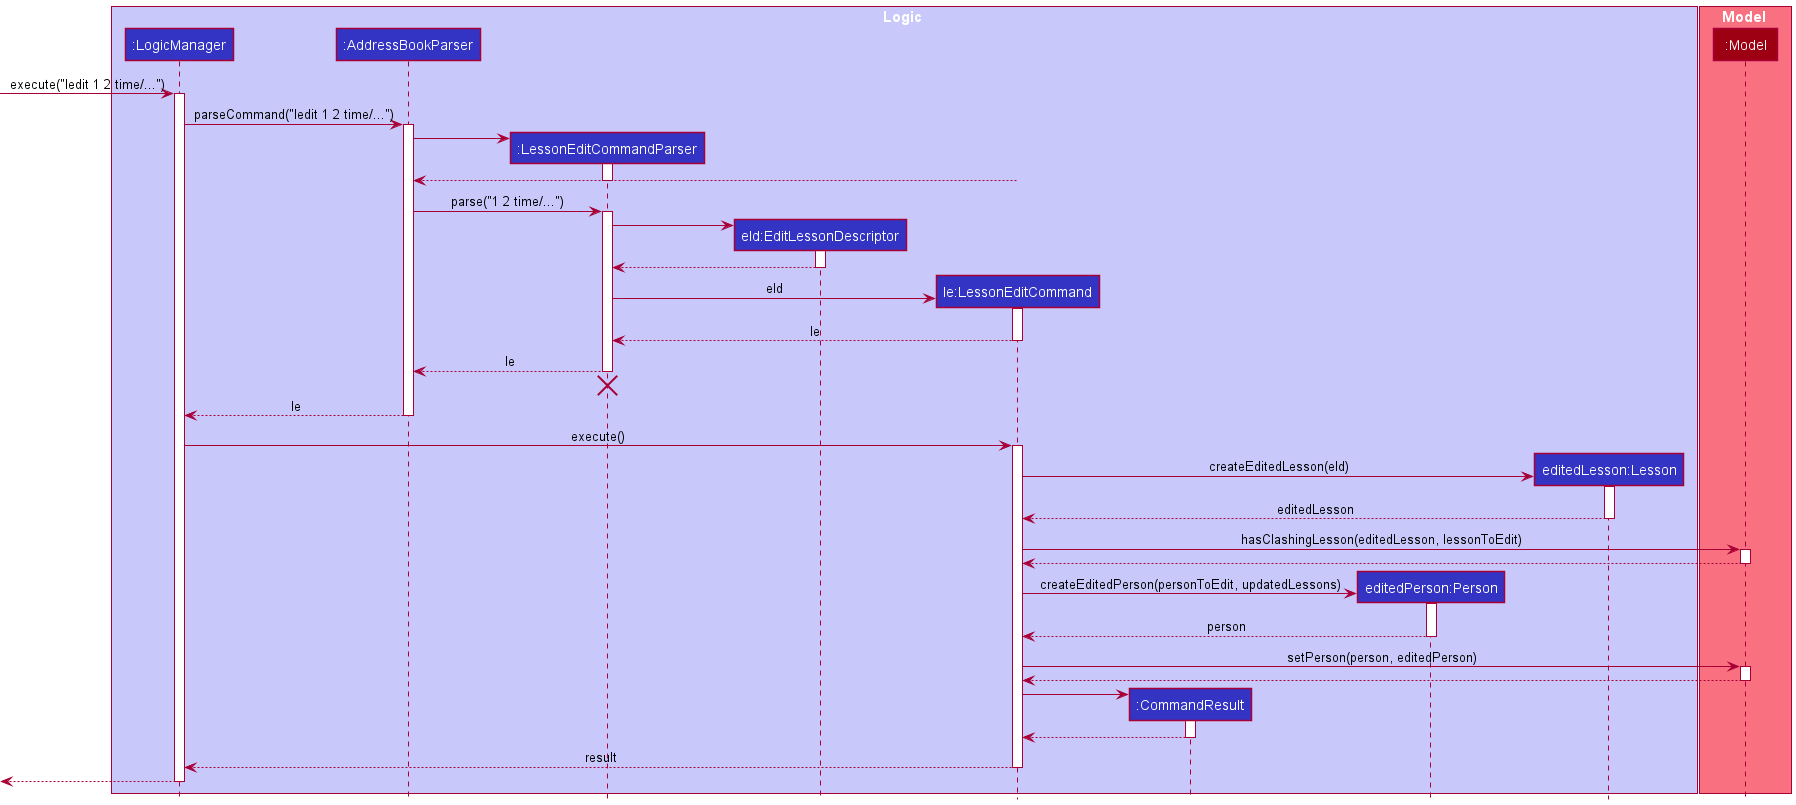 Logic
Model
:LogicManager
:AddressBookParser
:Model
execute("ledit 1 2 time/...")
parseCommand("ledit 1 2 time/...")
:LessonEditCommandParser
parse("1 2 time/...")
eld:EditLessonDescriptor
eld
le:LessonEditCommand
le
le
le
execute()
createEditedLesson(eld)
editedLesson:Lesson
editedLesson
hasClashingLesson(editedLesson, lessonToEdit)
createEditedPerson(personToEdit, updatedLessons)
editedPerson:Person
person
setPerson(person, editedPerson)
:CommandResult
result